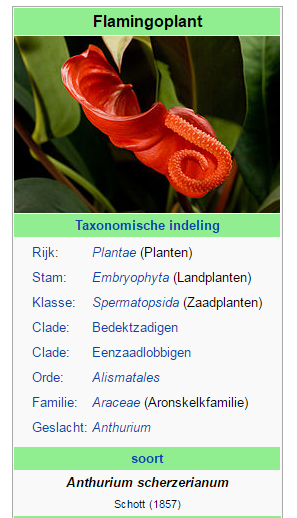 Flamingoplant
Taxonomische indeling
Rijk: Plantae (Planten)
Stam: Embryophyta (Landplanten)
Klasse: Spermatopsida (Zaadplanten)
Clade: Bedektzadigen
Clade: Eenzaadlobbigen
Orde: Alismatales
Familie: Araceae (Aronskelkfamilie)
Geslacht: Anthurium
soort
Anthurium scherzerianum
Schott (1857)